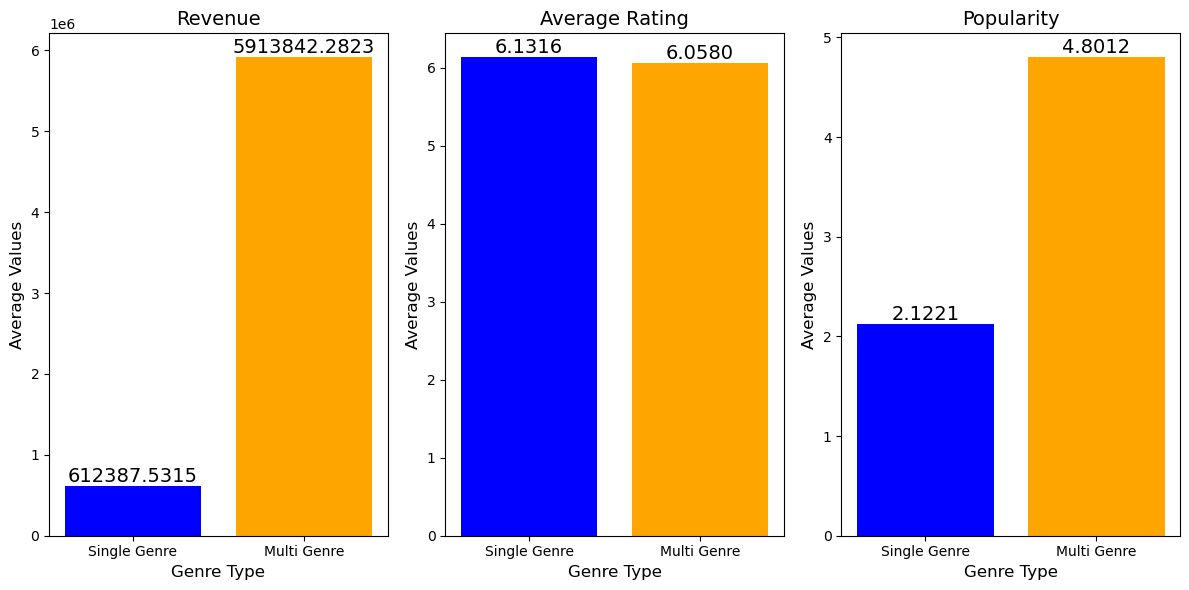 Revenue
1e6
6
5
4
3
2
1
0
Average Values
612387.5315
5913842.2823
Single Genre
Multi Genre
Genre Type
Average Rating
6
5
4
3
2
1
0
Average Values
6.1316
6.0580
Single Genre
Multi Genre
Genre Type
Popularity
5
4
3
2
1
0
Average Values
2.1221
4.8012
Single Genre
Multi Genre
Genre Type